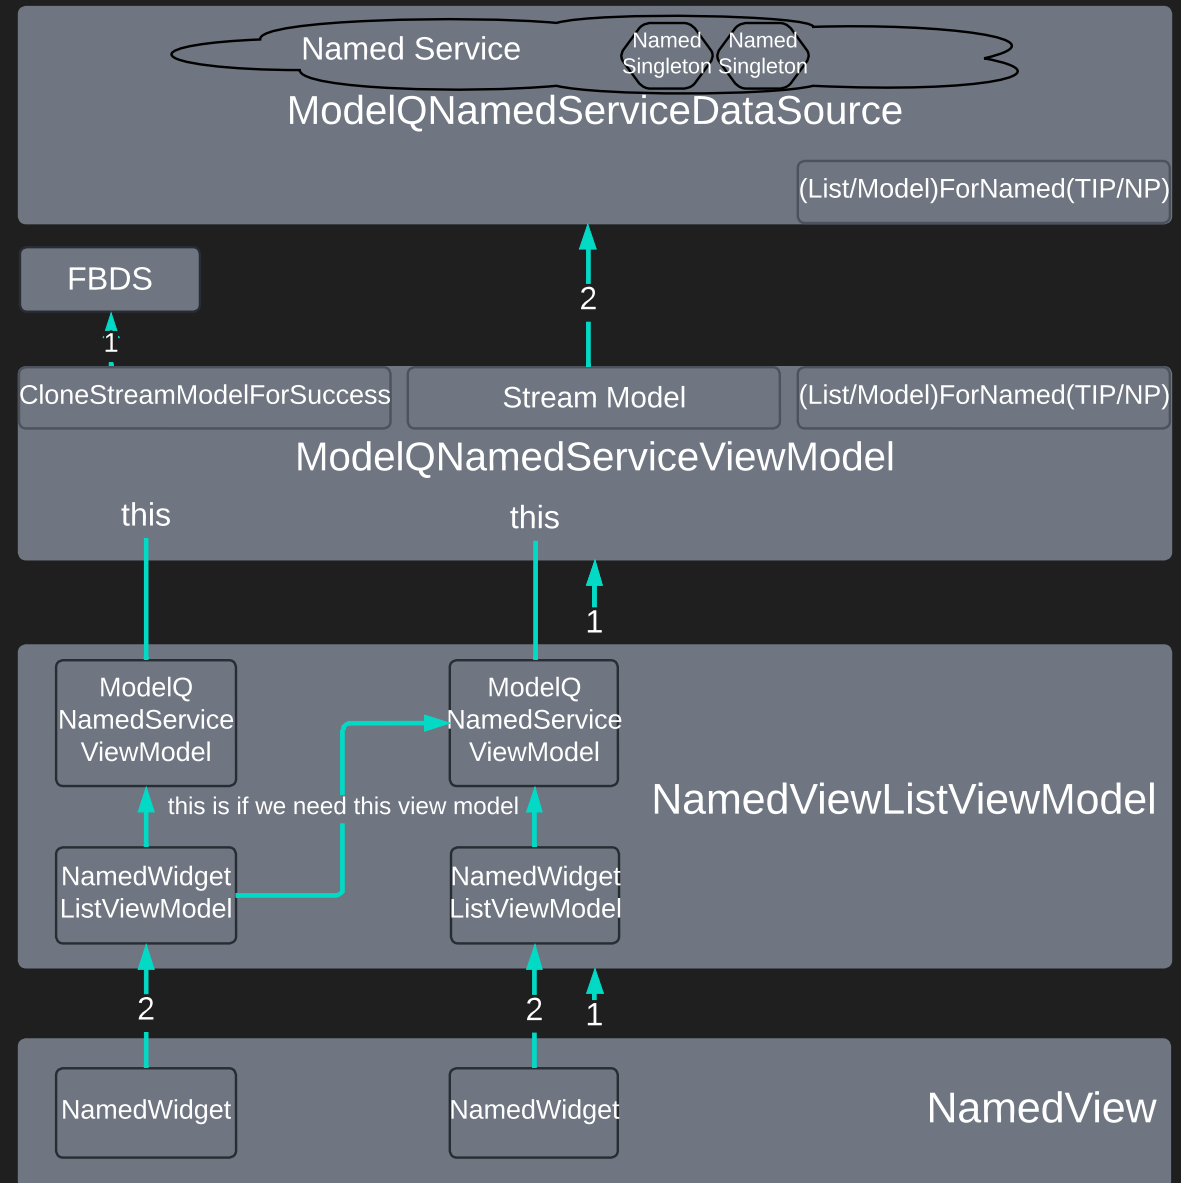 Named Service
Named
Singleton
Named
Singleton
ModelQNamedServiceDataSource
(List/Model)ForNamed(TIP/NP)
FBDS
2
1
CloneStreamModelForSuccess
Stream Model
(List/Model)ForNamed(TIP/NP)
ModelQNamedServiceViewModel
this
this
1
ModelQ
NamedService
ViewModel
ModelQ
NamedService
ViewModel
this is if we need this view model
NamedViewListViewModel
NamedWidget
ListViewModel
NamedWidget
ListViewModel
2
2
1
NamedWidget
NamedWidget
NamedView